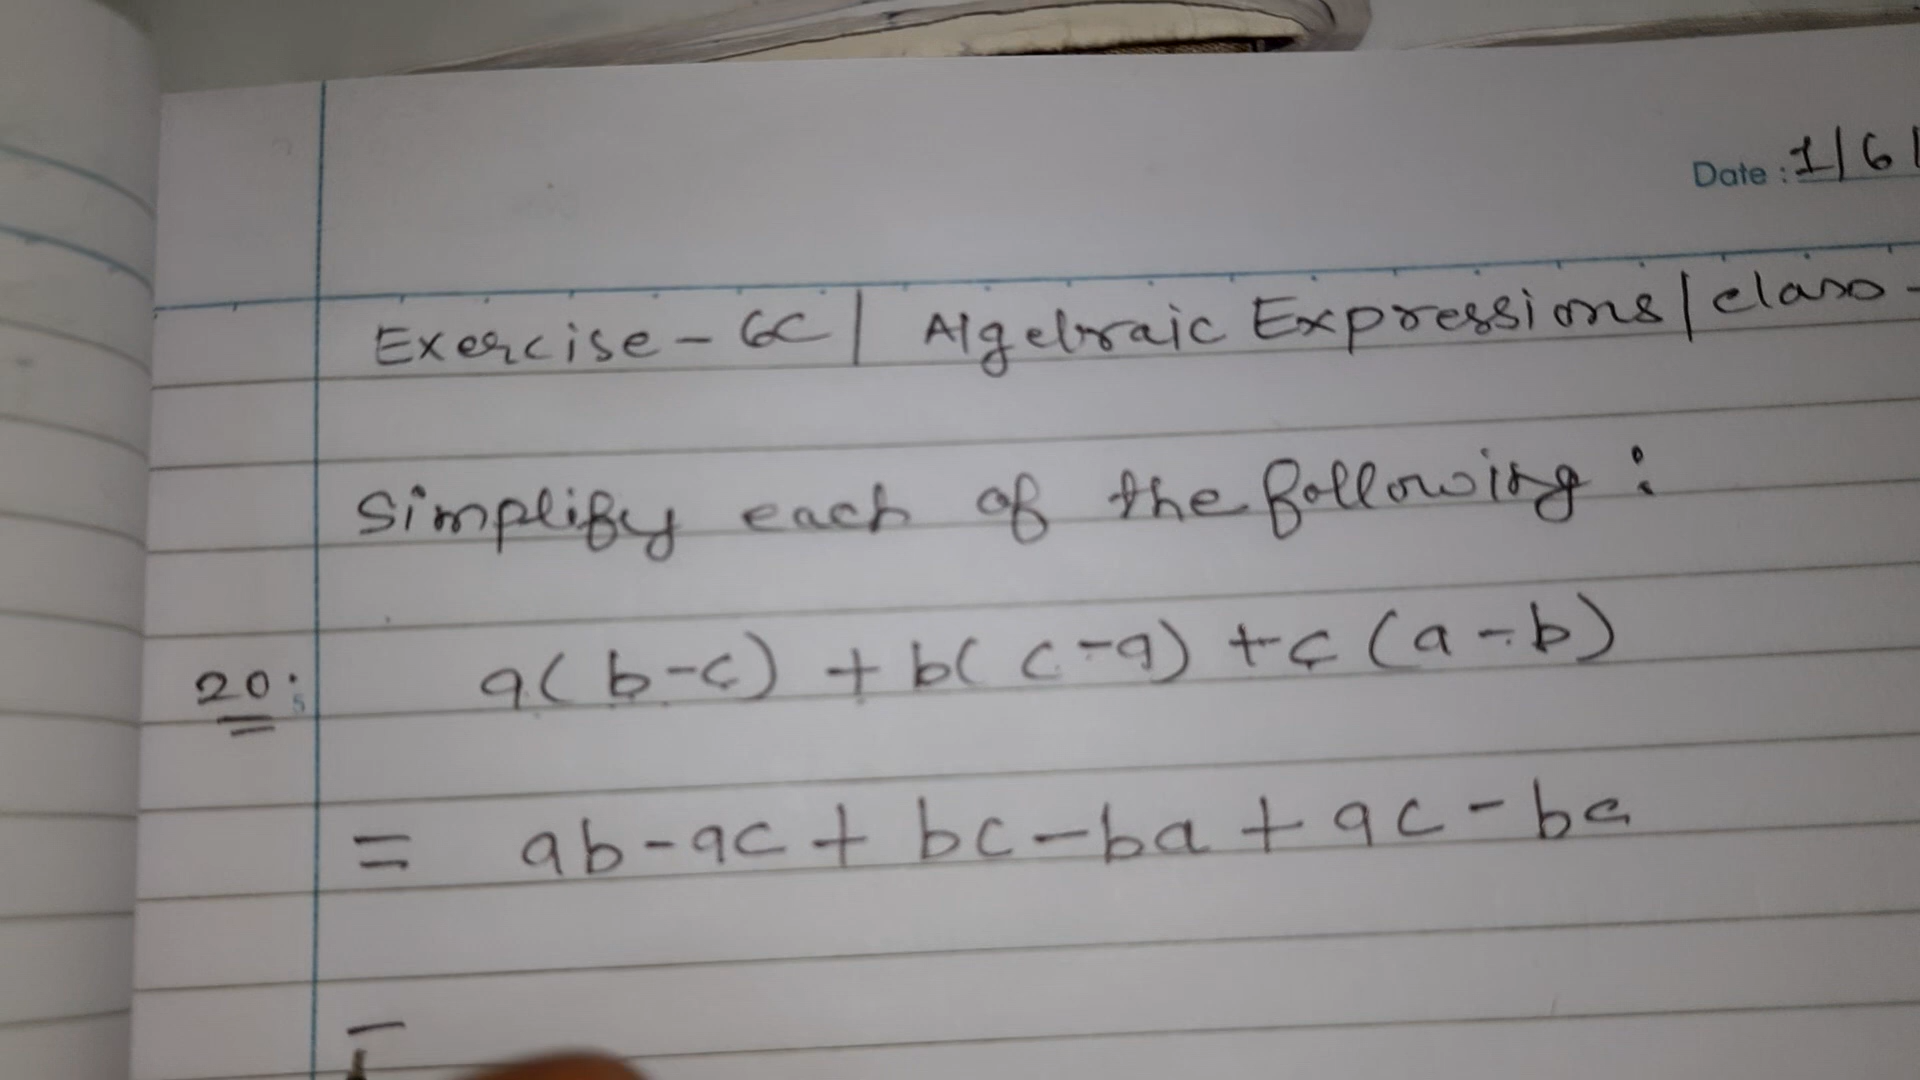 Date : 1/6/
Exercise - 6C | Algebraic Expressions / class -
Simplify each of the following :
20: a( b-c) + b( c-a) + c (a-b)
= ab-ac + bc-ba + ac-bc